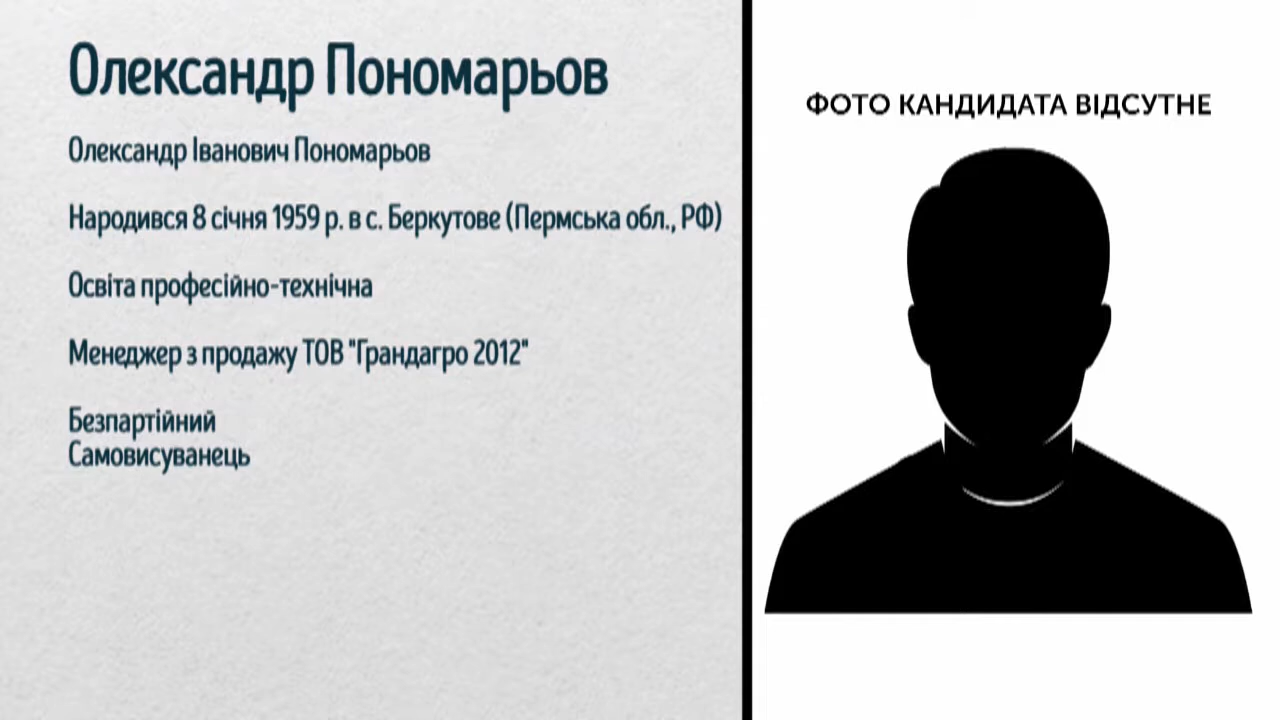 Олександр Пономарьов
Олександр Іванович Пономарьов
Народився 8 січня 1959 р. в с. Беркутове (Пермська обл., РФ)
Освіта професійно-технічна
Менеджер з продажу ТОВ "Грандагро 2012"
Безпартійний
Самовисуванець
ФОТО КАНДИДАТА ВІДСУТНЕ